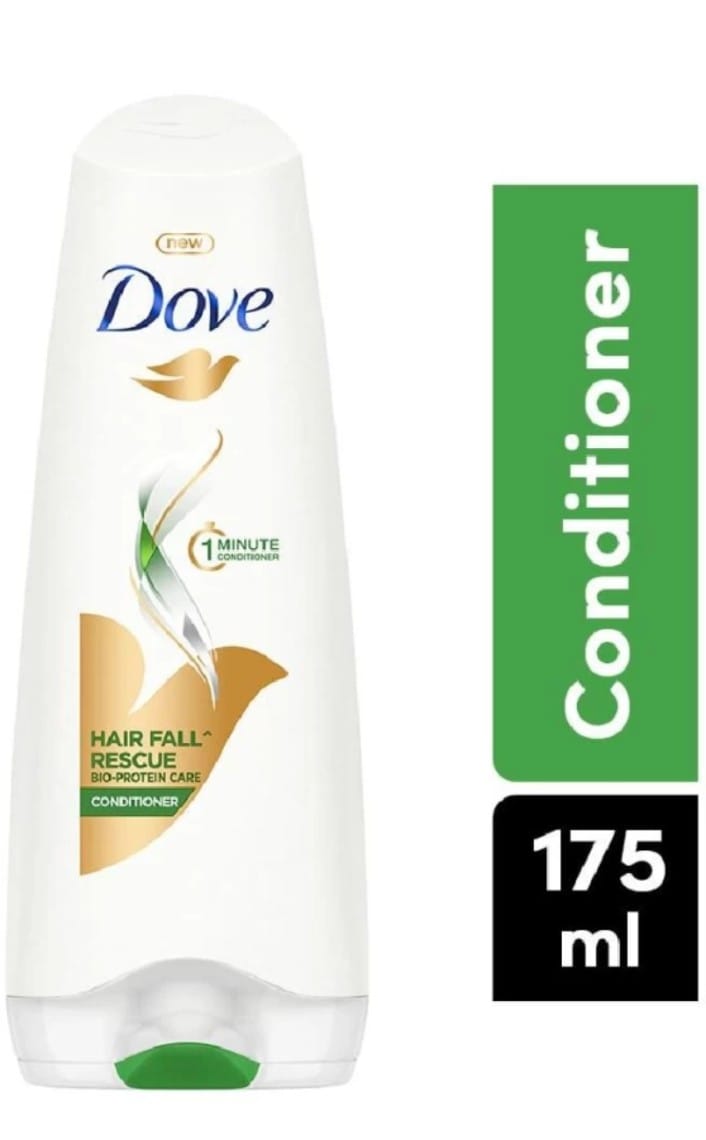 new
Dove
1 MINUTE
CONDITIONER
HAIR FALL^
RESCUE
BIO-PROTEIN CARE
CONDITIONER
Conditioner
175
ml